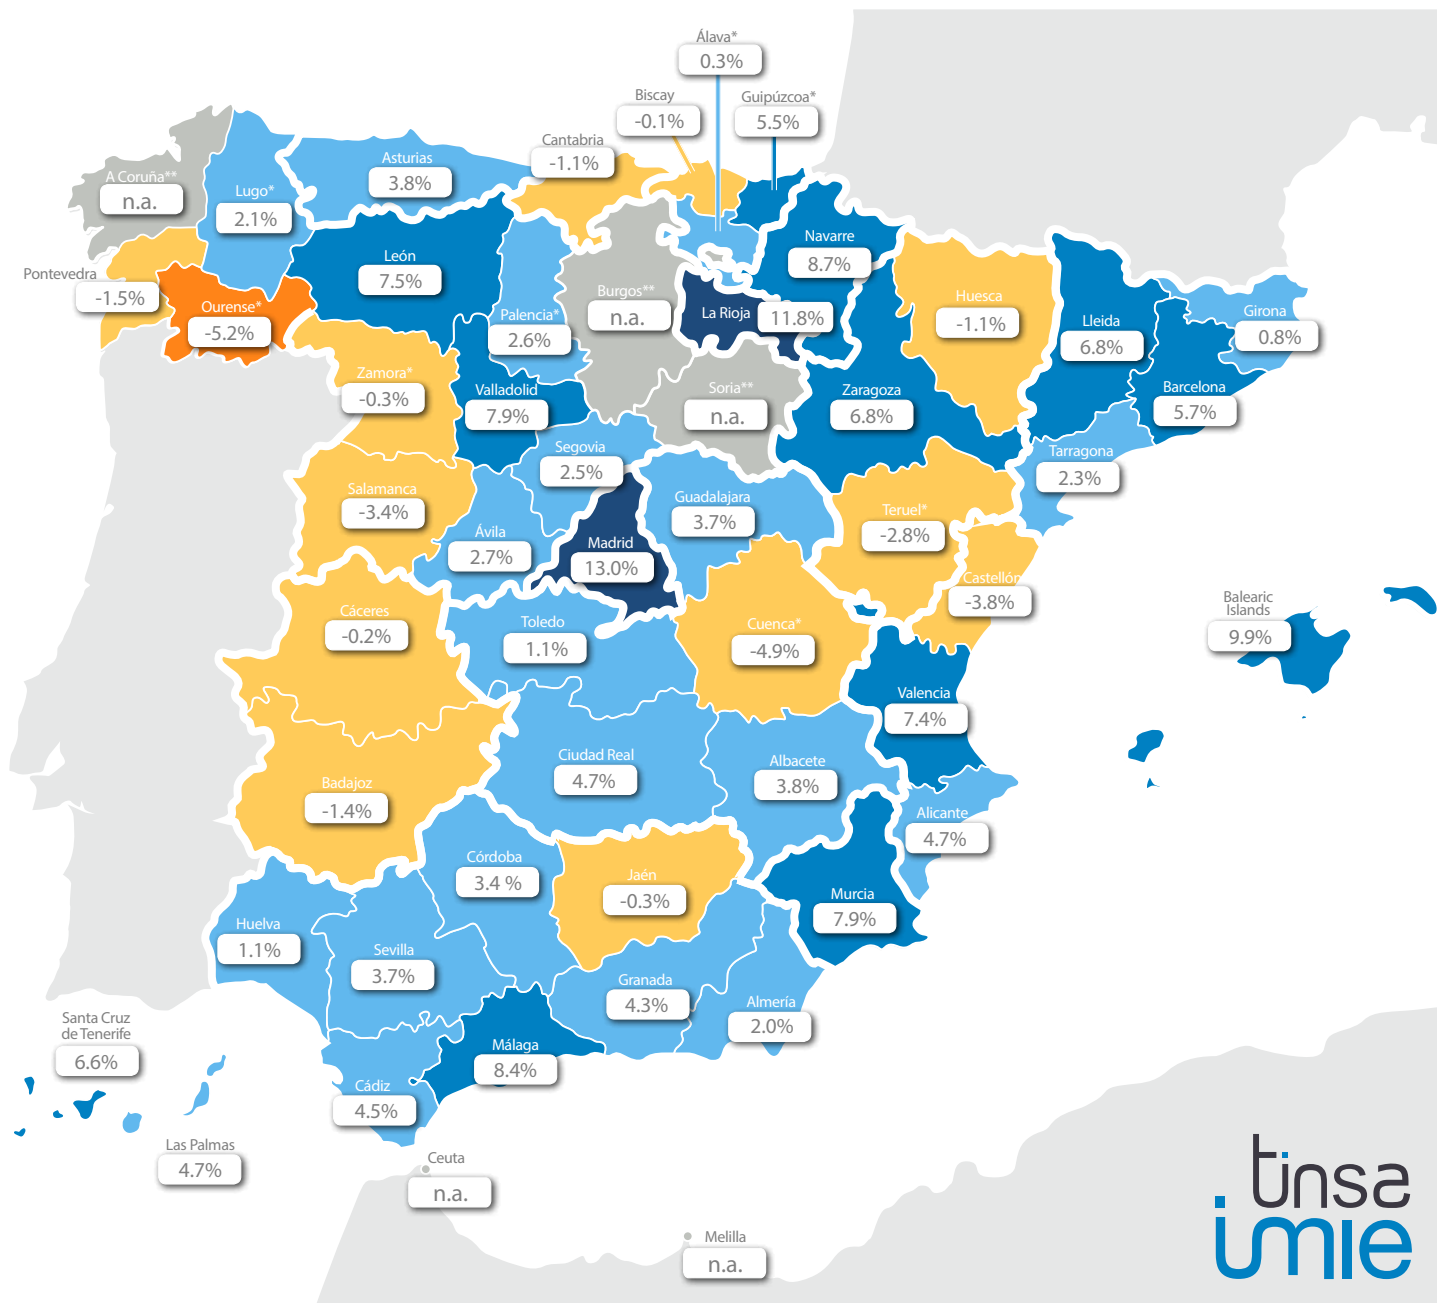 Álava*
0.3%
Biscay
-0.1%
Guipúzcoa*
5.5%
Cantabria
-1.1%
Asturias
3.8%
A Coruña**
n.a.
Lugo*
2.1%
Pontevedra
-1.5%
Ourense*
-5.2%
León
7.5%
Palencia*
2.6%
Burgos**
n.a.
La Rioja
11.8%
Navarre
8.7%
Huesca
-1.1%
Lleida
6.8%
Girona
0.8%
Barcelona
5.7%
Zamora*
-0.3%
Valladolid
7.9%
Soria**
n.a.
Zaragoza
6.8%
Tarragona
2.3%
Segovia
2.5%
Salamanca
-3.4%
Ávila
2.7%
Guadalajara
3.7%
Teruel*
-2.8%
Madrid
13.0%
Castellón
-3.8%
Balearic
Islands
9.9%
Cáceres
-0.2%
Toledo
1.1%
Cuenca*
-4.9%
Valencia
7.4%
Badajoz
-1.4%
Ciudad Real
4.7%
Albacete
3.8%
Alicante
4.7%
Córdoba
3.4 %
Jaén
-0.3%
Murcia
7.9%
Huelva
1.1%
Sevilla
3.7%
Granada
4.3%
Almería
2.0%
Santa Cruz
de Tenerife
6.6%
Málaga
8.4%
Cádiz
4.5%
Las Palmas
4.7%
Ceuta
n.a.
Melilla
n.a.
tinsa
imie